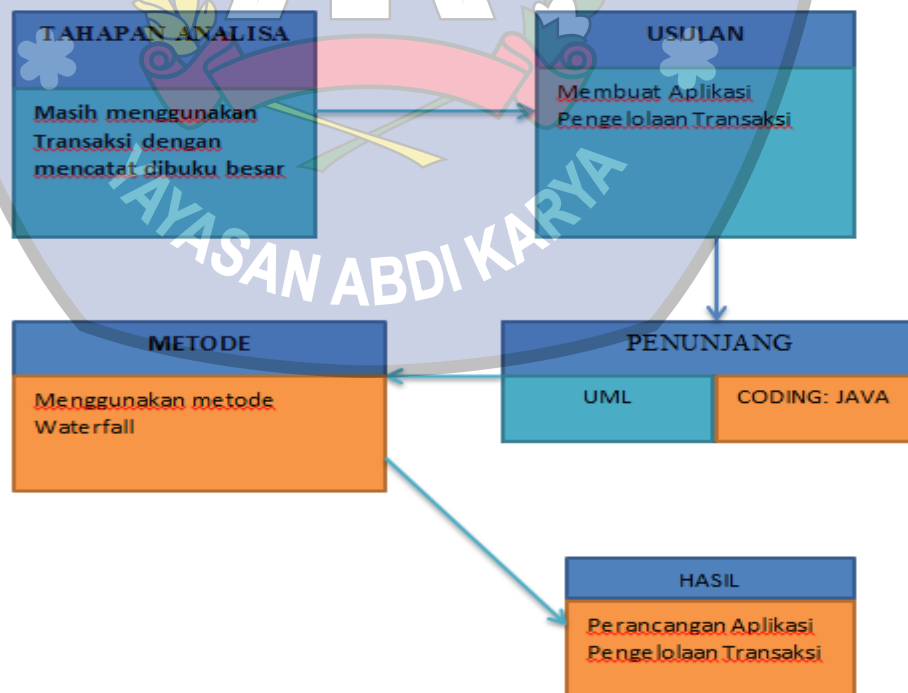 TAHAPAN ANALISA
Masih menggunakan
Transaksi dengan
mencatat dibuku besar
USULAN
Membuat Aplikasi
Pengelolaan Transaksi
YAYASAN ABDI KARYA
METODE
Menggunakan metode
Waterfall
PENUNJANG
UML
CODING: JAVA
HASIL
Perancangan Aplikasi
Pengelolaan Transaksi